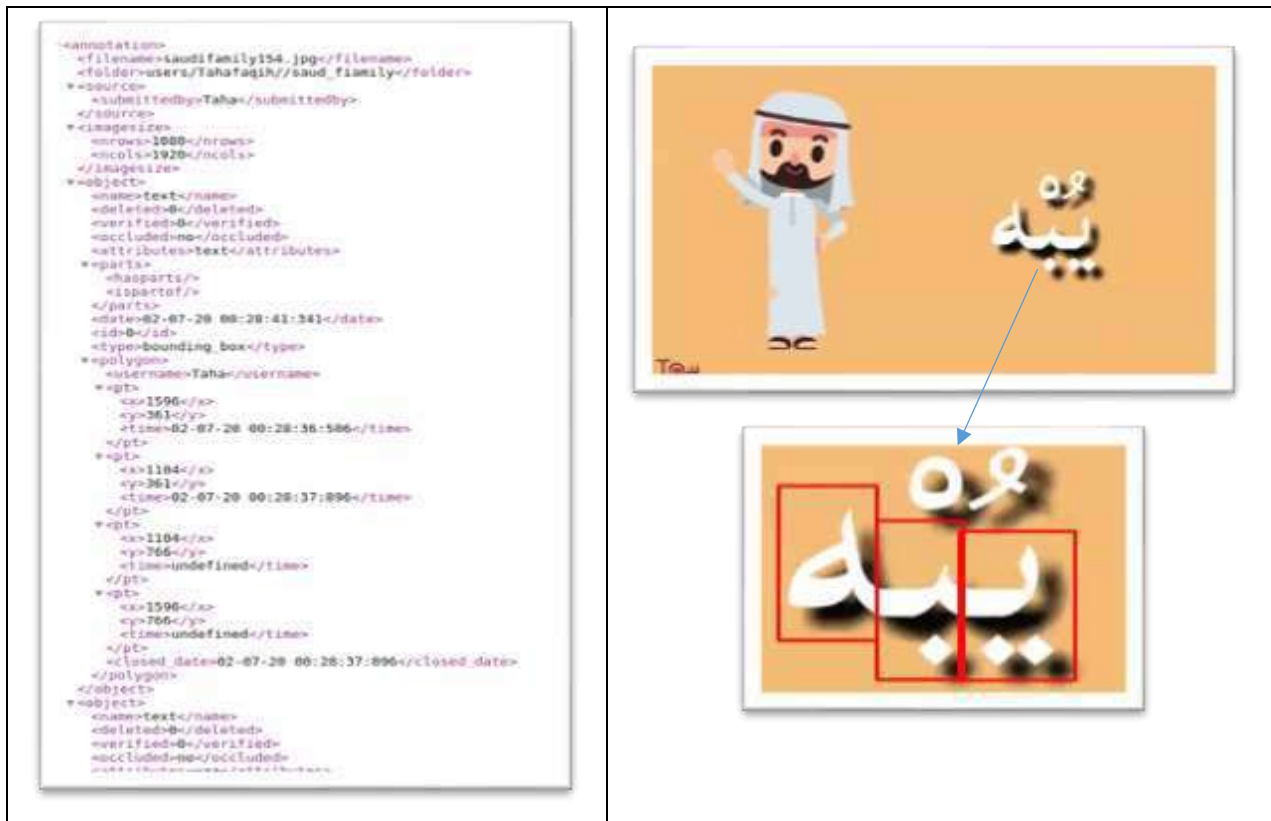 <annotation>
<filename>saudifamily154.jpg</filename>
<folder>users/Tahafaqih//saud_fiamily</folder>
▼<source>
<submittedby>Taha</submittedby>
</source>
▼<imagesize>
<nrows>1080</nrows>
<ncols>1920</ncols>
</imagesize>
▼<object>
<name>text</name>
<deleted>0</deleted>
<verified>0</verified>
<occluded>no</occluded>
<attributes>text</attributes>
▼<parts>
<hasparts/>
<ispartof/>
</parts>
<date>02-07-20 00:28:41:341</date>
<id>0</id>
<type>bounding_box</type>
▼<polygon>
<username>Taha</username>
▼<pt>
<x>1596</x>
<y>361</y>
<time>02-07-20 00:28:36:506</time>
</pt>
▼<pt>
<x>1104</x>
<y>361</y>
<time>02-07-20 00:28:37:896</time>
</pt>
▼<pt>
<x>1104</x>
<y>766</y>
<time>undefined</time>
</pt>
▼<pt>
<x>1596</x>
<y>766</y>
<time>undefined</time>
</pt>
<closed_date>02-07-20 00:28:37:896</closed_date>
</polygon>
</object>
▼<object>
<name>text</name>
<deleted>0</deleted>
<verified>0</verified>
<occluded>no</occluded>
يُبْه
يُبْه